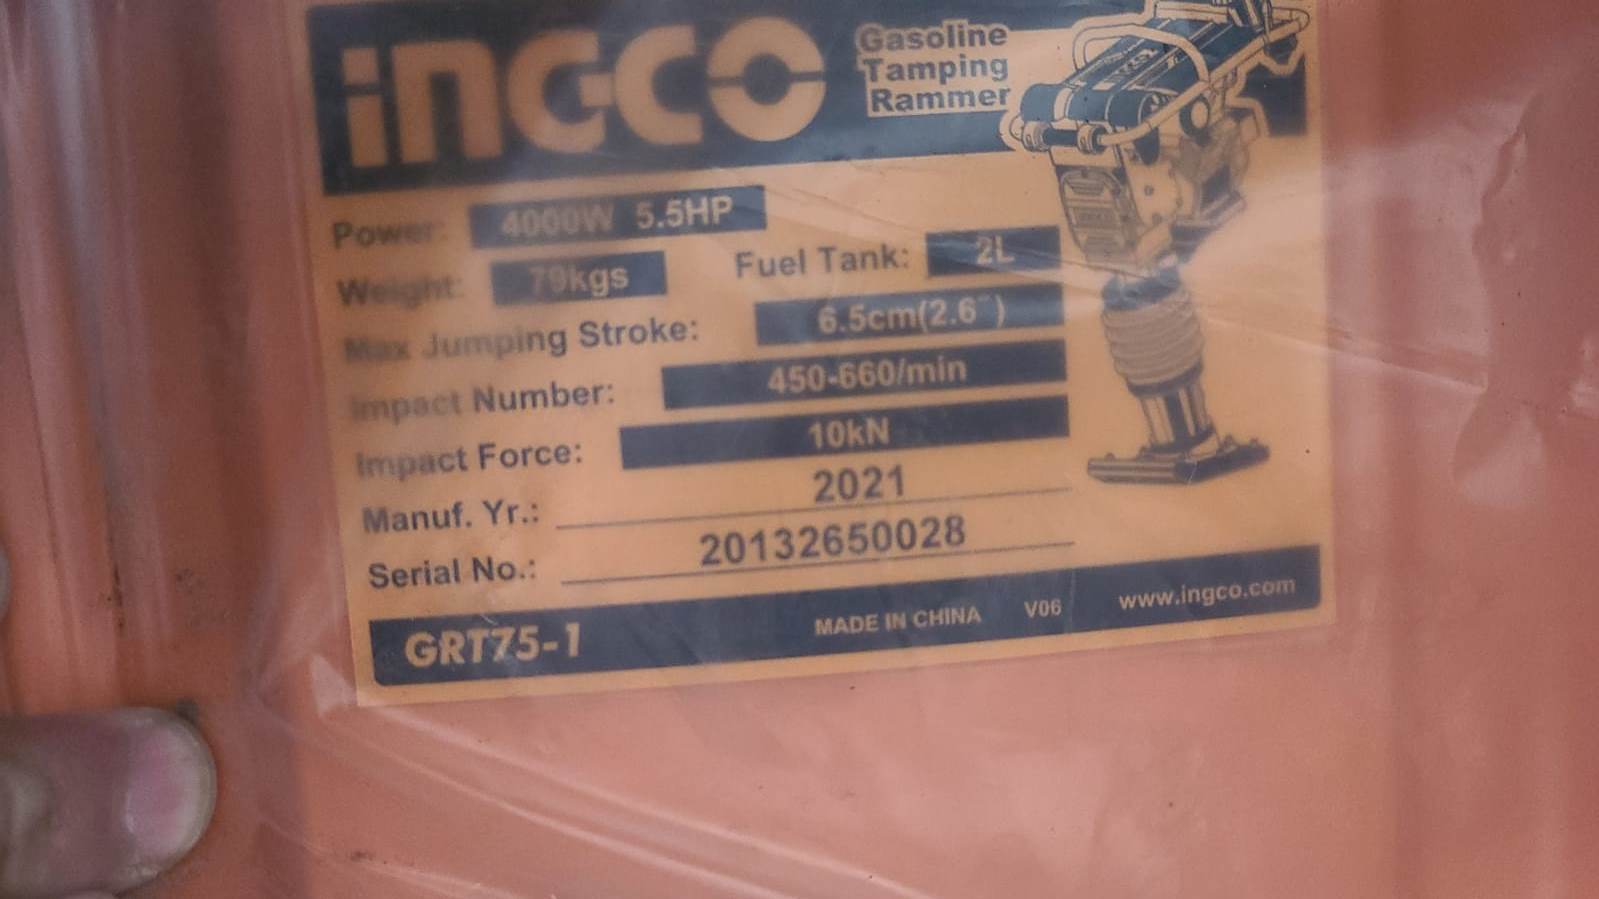 INGCO
Gasoline
Tamping
Rammer
Power: 4000W 5.5HP
Weight: 79kgs Fuel Tank: 2L
Max Jumping Stroke: 6.5cm(2.6″)
Impact Number: 450-660/min
Impact Force: 10kN
Manuf. Yr.: 2021
Serial No.: 20132650028
GRT75-1 MADE IN CHINA V06 www.ingco.com